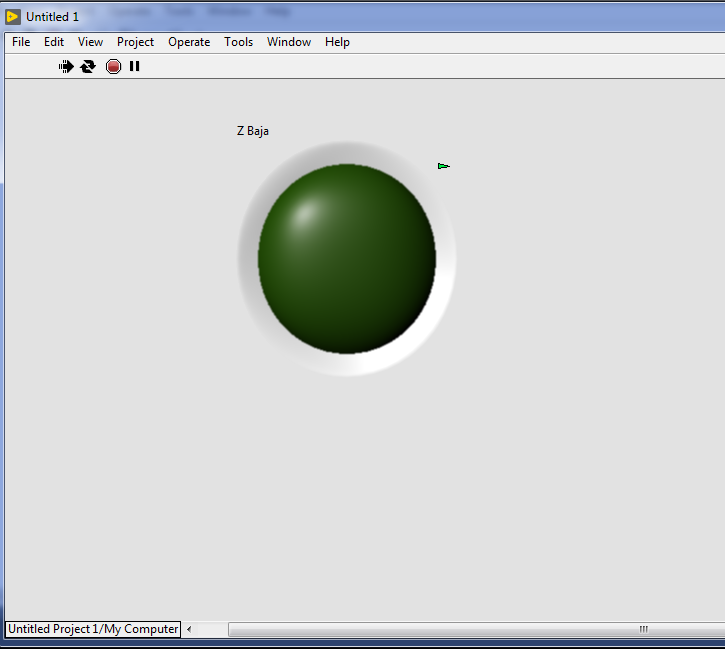 Untitled 1
File Edit View Project Operate Tools Window Help
Z Baja
Untitled Project 1/My Computer